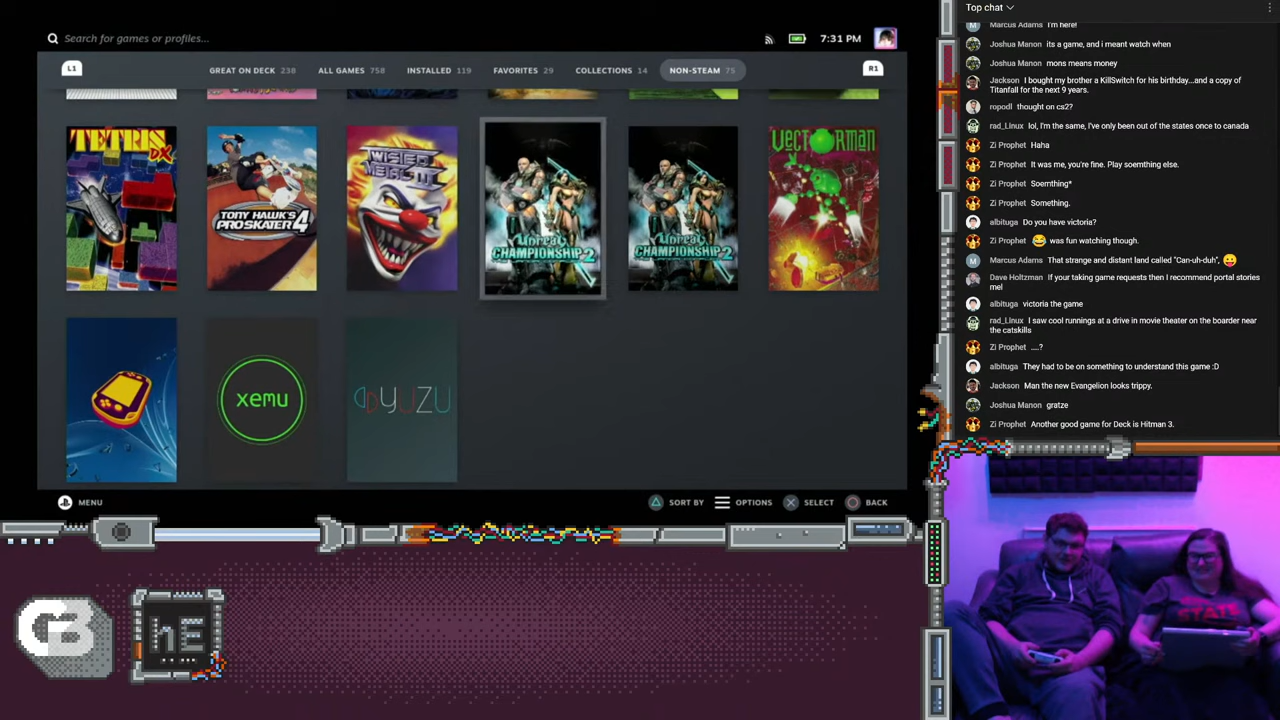 Search for games or profiles...
7:31 PM
L1
GREAT ON DECK 238
ALL GAMES 758
INSTALLED 119
FAVORITES 29
COLLECTIONS 14
NON-STEAM 75
R1
TETRIS DX
TONY HAWK'S PRO SKATER 4
WISTED METAL III
Unreal CHAMPIONSHIP 2
Unreal CHAMPIONSHIP 2
VECTORMAN
xemu
YUZU
MENU
SORT BY
OPTIONS
SELECT
BACK
Top chat
Marcus Adams I'm here!
Joshua Manon its a game, and i meant watch when
Joshua Manon mons means money
Jackson I bought my brother a KillSwitch for his birthday...and a copy of
Titanfall for the next 9 years.
ropodl thought on cs2?
rad_Linux lol, I'm the same, I've only been out of the states once to canada
Zi Prophet Haha
Zi Prophet It was me, you're fine. Play soemthing else.
Zi Prophet Soernthing*
Zi Prophet Something.
albituga Do you have victoria?
Zi Prophet 😂 was fun watching though.
Marcus Adams That strange and distant land called "Can-uh-duh", 😜
Dave Holtzman If your taking game requests then I recommend portal stories
mel
albituga victoria the game
rad_Linux I saw cool runnings at a drive in movie theater on the boarder near
the catskills
Zi Prophet ....?
albituga They had to be on something to understand this game :D
Jackson Man the new Evangelion looks trippy.
Joshua Manon gratze
Zi Prophet Another good game for Deck is Hitman 3.
GB
hE
STATE